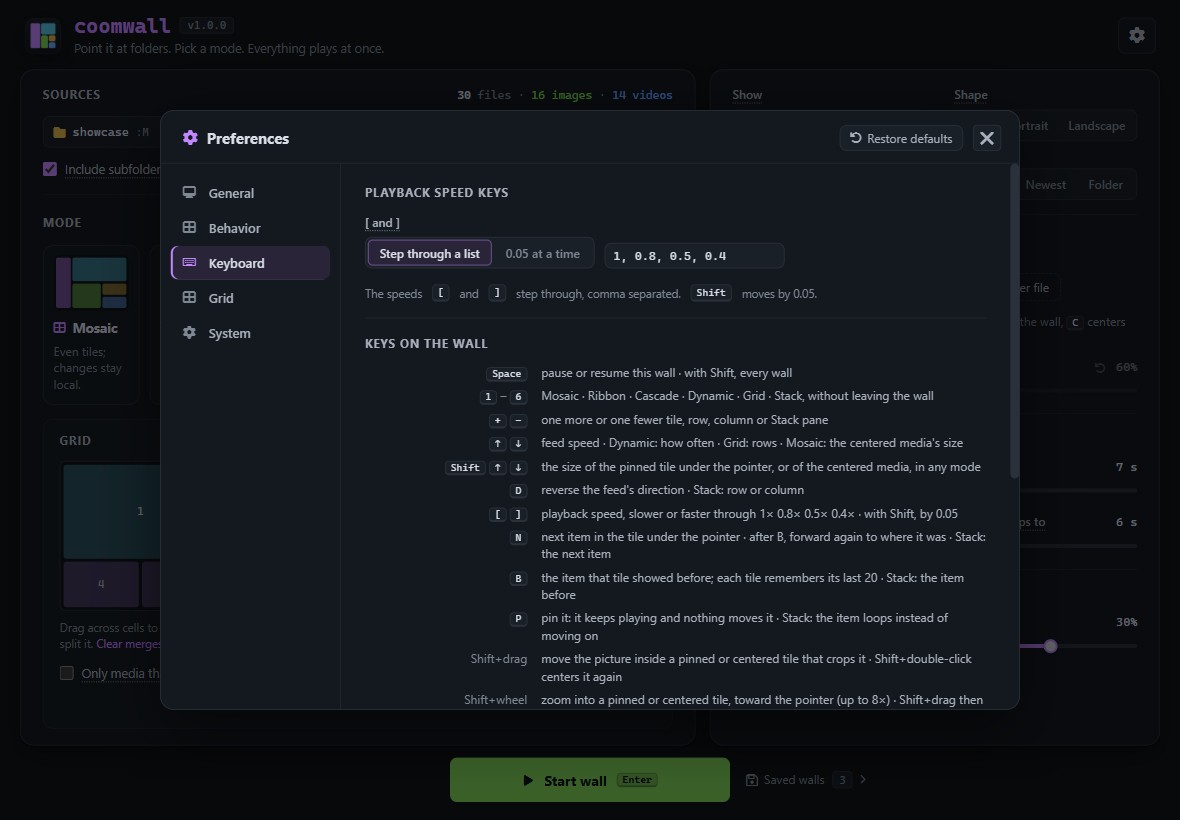 coomwall v1.0.0
Point it at folders. Pick a mode. Everything plays at once.
SOURCES
30 files · 16 images · 14 videos
showcase :M
Include subfolder
MODE
Mosaic
Even tiles;
changes stay
local.
GRID
1
4
Drag across cells to
split it. Clear merges
Only media th
Show
Shape
ortrait Landscape
Newest Folder
er file
the wall, C centers
60%
7 s
ps to 6 s
30%
Preferences
Restore defaults
General
Behavior
Keyboard
Grid
System
PLAYBACK SPEED KEYS
[ and ]
Step through a list 0.05 at a time 1, 0.8, 0.5, 0.4
The speeds [ and ] step through, comma separated. Shift moves by 0.05.
KEYS ON THE WALL
Space pause or resume this wall · with Shift, every wall
1 – 6 Mosaic · Ribbon · Cascade · Dynamic · Grid · Stack, without leaving the wall
+ − one more or one fewer tile, row, column or Stack pane
↑ ↓ feed speed · Dynamic: how often · Grid: rows · Mosaic: the centered media's size
Shift ↑ ↓ the size of the pinned tile under the pointer, or of the centered media, in any mode
D reverse the feed's direction · Stack: row or column
[ ] playback speed, slower or faster through 1× 0.8× 0.5× 0.4× · with Shift, by 0.05
N next item in the tile under the pointer · after B, forward again to where it was · Stack:
the next item
B the item that tile showed before; each tile remembers its last 20 · Stack: the item
before
P pin it: it keeps playing and nothing moves it · Stack: the item loops instead of
moving on
Shift+drag move the picture inside a pinned or centered tile that crops it · Shift+double-click
centers it again
Shift+wheel zoom into a pinned or centered tile, toward the pointer (up to 8×) · Shift+drag then
Start wall Enter
Saved walls 3